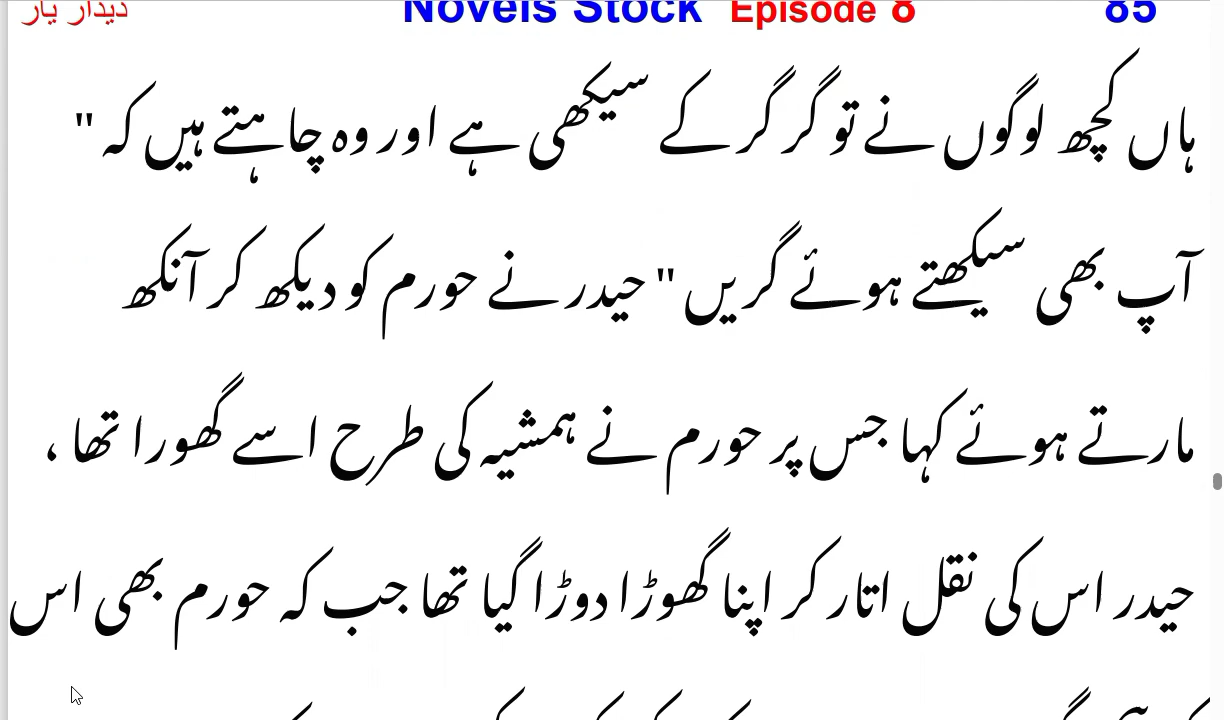 دیدار یار Novels Stock Episode 8 85
ہاں کچھ لوگوں نے تو گر گر کے سیکھی ہے اور وہ چاہتے ہیں کہ "
آپ بھی سیکھتے ہوئے گریں " حیدر نے حورم کو دیکھ کر آنکھ
مارتے ہوئے کہا جس پر حورم نے ہمشیہ کی طرح اسے گھورا تھا ،
حیدر اس کی نقل اتار کر اپنا گھوڑا دوڑا گیا تھا جب کہ حورم بھی اس